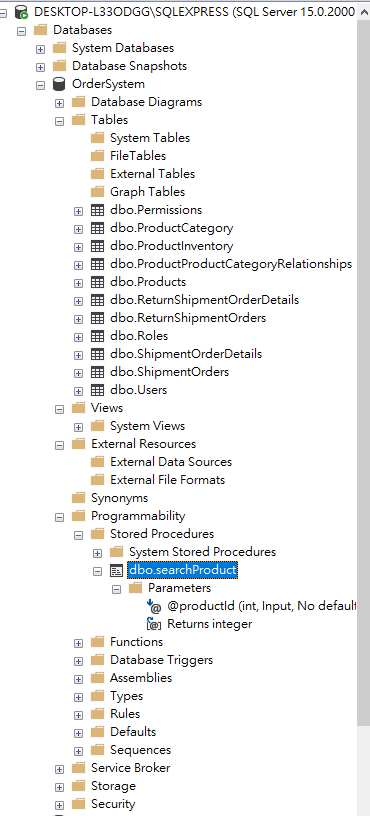 DESKTOP-L33ODGG\SQLEXPRESS (SQL Server 15.0.2000
Databases
System Databases
Database Snapshots
OrderSystem
Database Diagrams
Tables
System Tables
FileTables
External Tables
Graph Tables
dbo.Permissions
dbo.ProductCategory
dbo.ProductInventory
dbo.ProductProductCategoryRelationships
dbo.Products
dbo.ReturnShipmentOrderDetails
dbo.ReturnShipmentOrders
dbo.Roles
dbo.ShipmentOrderDetails
dbo.ShipmentOrders
dbo.Users
Views
System Views
External Resources
External Data Sources
External File Formats
Synonyms
Programmability
Stored Procedures
System Stored Procedures
dbo.searchProduct
Parameters
@productId (int, Input, No defaul
Returns integer
Functions
Database Triggers
Assemblies
Types
Rules
Defaults
Sequences
Service Broker
Storage
Security